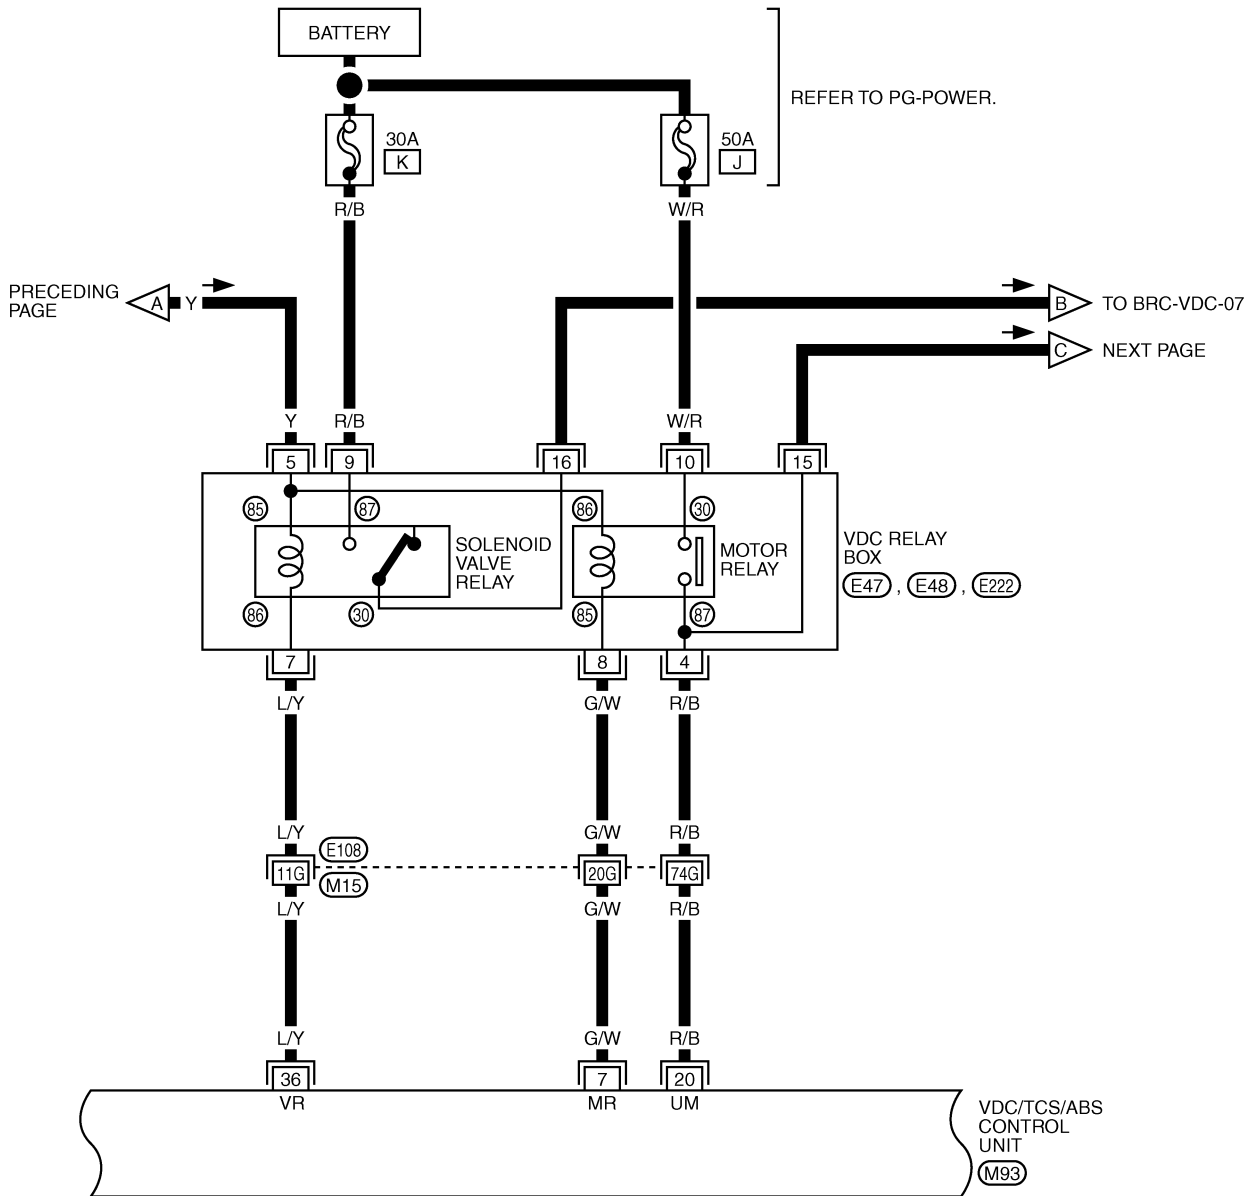 BATTERY
REFER TO PG-POWER.
30A
K
50A
J
R/B
W/R
PRECEDING
PAGE
A
Y
B
TO BRC-VDC-07
C
NEXT PAGE
Y
R/B
W/R
5
9
16
10
15
85
87
86
30
SOLENOID
VALVE
RELAY
MOTOR
RELAY
VDC RELAY
BOX
E47 , E48 , E222
86
30
85
87
7
8
4
L/Y
G/W
R/B
L/Y
G/W
R/B
E108
11G
20G
74G
M15
L/Y
G/W
R/B
L/Y
G/W
R/B
36
7
20
VR
MR
UM
VDC/TCS/ABS
CONTROL
UNIT
M93